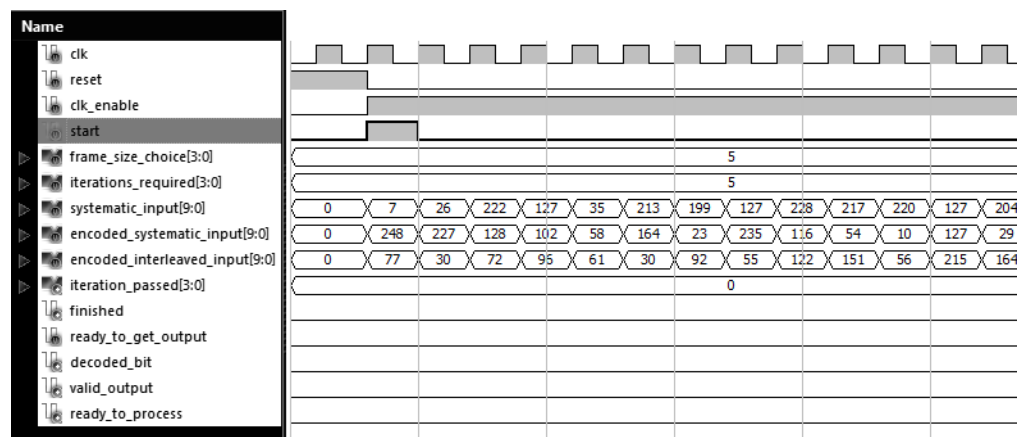 Name
clk
reset
clk_enable
start
frame_size_choice[3:0] 5
iterations_required[3:0] 5
systematic_input[9:0] 0 7 26 222 127 35 213 199 127 228 217 220 127 204
encoded_systematic_input[9:0] 0 248 227 128 102 58 164 23 235 116 54 10 127 29
encoded_interleaved_input[9:0] 0 77 30 72 95 61 30 92 55 122 151 56 215 164
iteration_passed[3:0] 0
finished
ready_to_get_output
decoded_bit
valid_output
ready_to_process